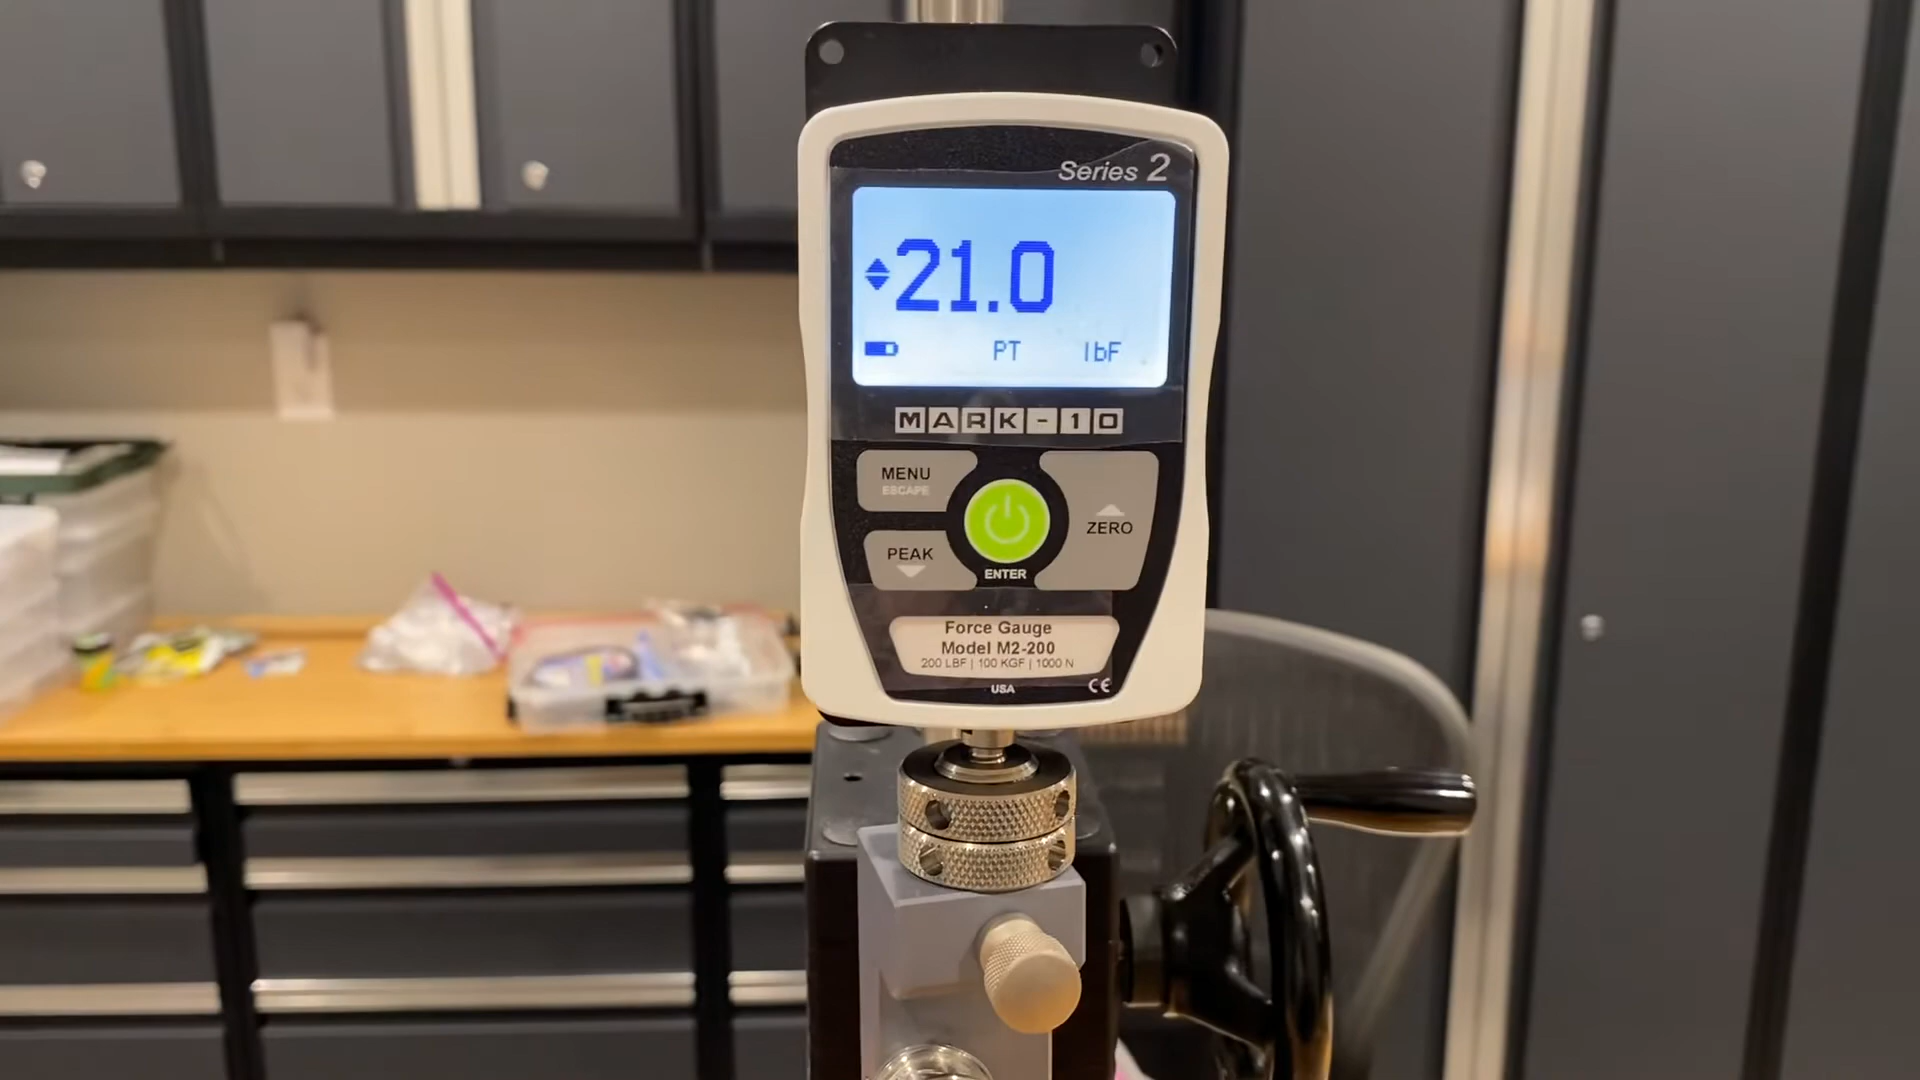 Series 2
21.0
PT lbF
MARK-10
MENU
ESCAPE
ZERO
PEAK
ENTER
Force Gauge
Model M2-200
200 LBF | 100 KGF | 1000 N
USA CE